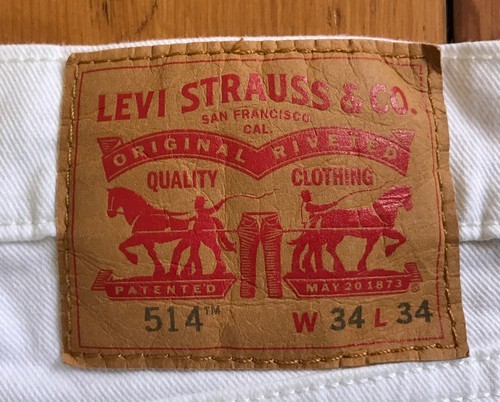 LEVI STRAUSS & CO.
SAN FRANCISCO,
CAL.
ORIGINAL RIVETED
QUALITY CLOTHING
PATENTED MAY 20 1873 ®
514™ W 34 L 34